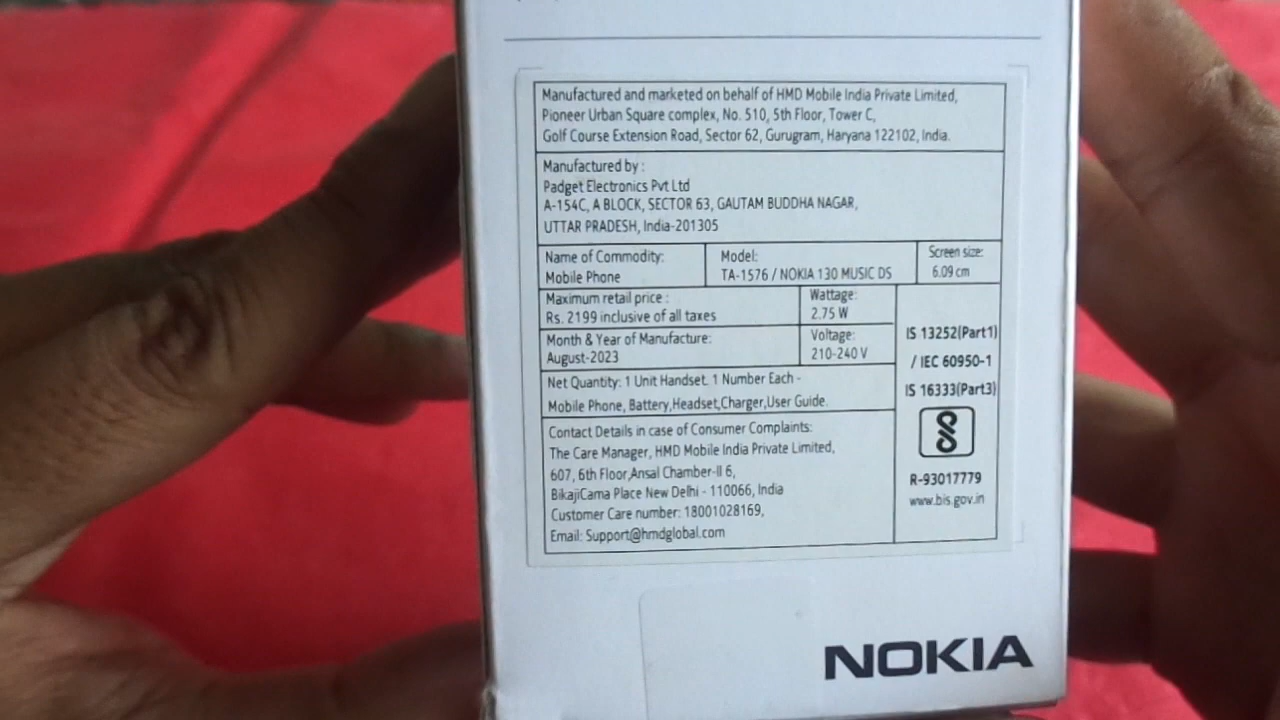 Manufactured and marketed on behalf of HMD Mobile India Private Limited,
Pioneer Urban Square complex, No. 510, 5th Floor, Tower C,
Golf Course Extension Road, Sector 62, Gurugram, Haryana 122102, India.
Manufactured by :
Padget Electronics Pvt Ltd
A-154C, A BLOCK, SECTOR 63, GAUTAM BUDDHA NAGAR,
UTTAR PRADESH, India-201305
Name of Commodity:
Mobile Phone
Model:
TA-1576 / NOKIA 130 MUSIC DS
Screen size:
6.09 cm
Maximum retail price :
Rs. 2199 inclusive of all taxes
Wattage:
2.75 W
Month & Year of Manufacture:
August-2023
Voltage:
210-240 V
Net Quantity: 1 Unit Handset. 1 Number Each -
Mobile Phone, Battery,Headset,Charger,User Guide.
Contact Details in case of Consumer Complaints:
The Care Manager, HMD Mobile India Private Limited,
607, 6th Floor,Ansal Chamber-II 6,
BikajiCama Place New Delhi - 110066, India
Customer Care number: 18001028169,
Email: Support@hmdglobal.com
IS 13252(Part1)
/ IEC 60950-1
IS 16333(Part3)
R-93017779
www.bis.gov.in
NOKIA